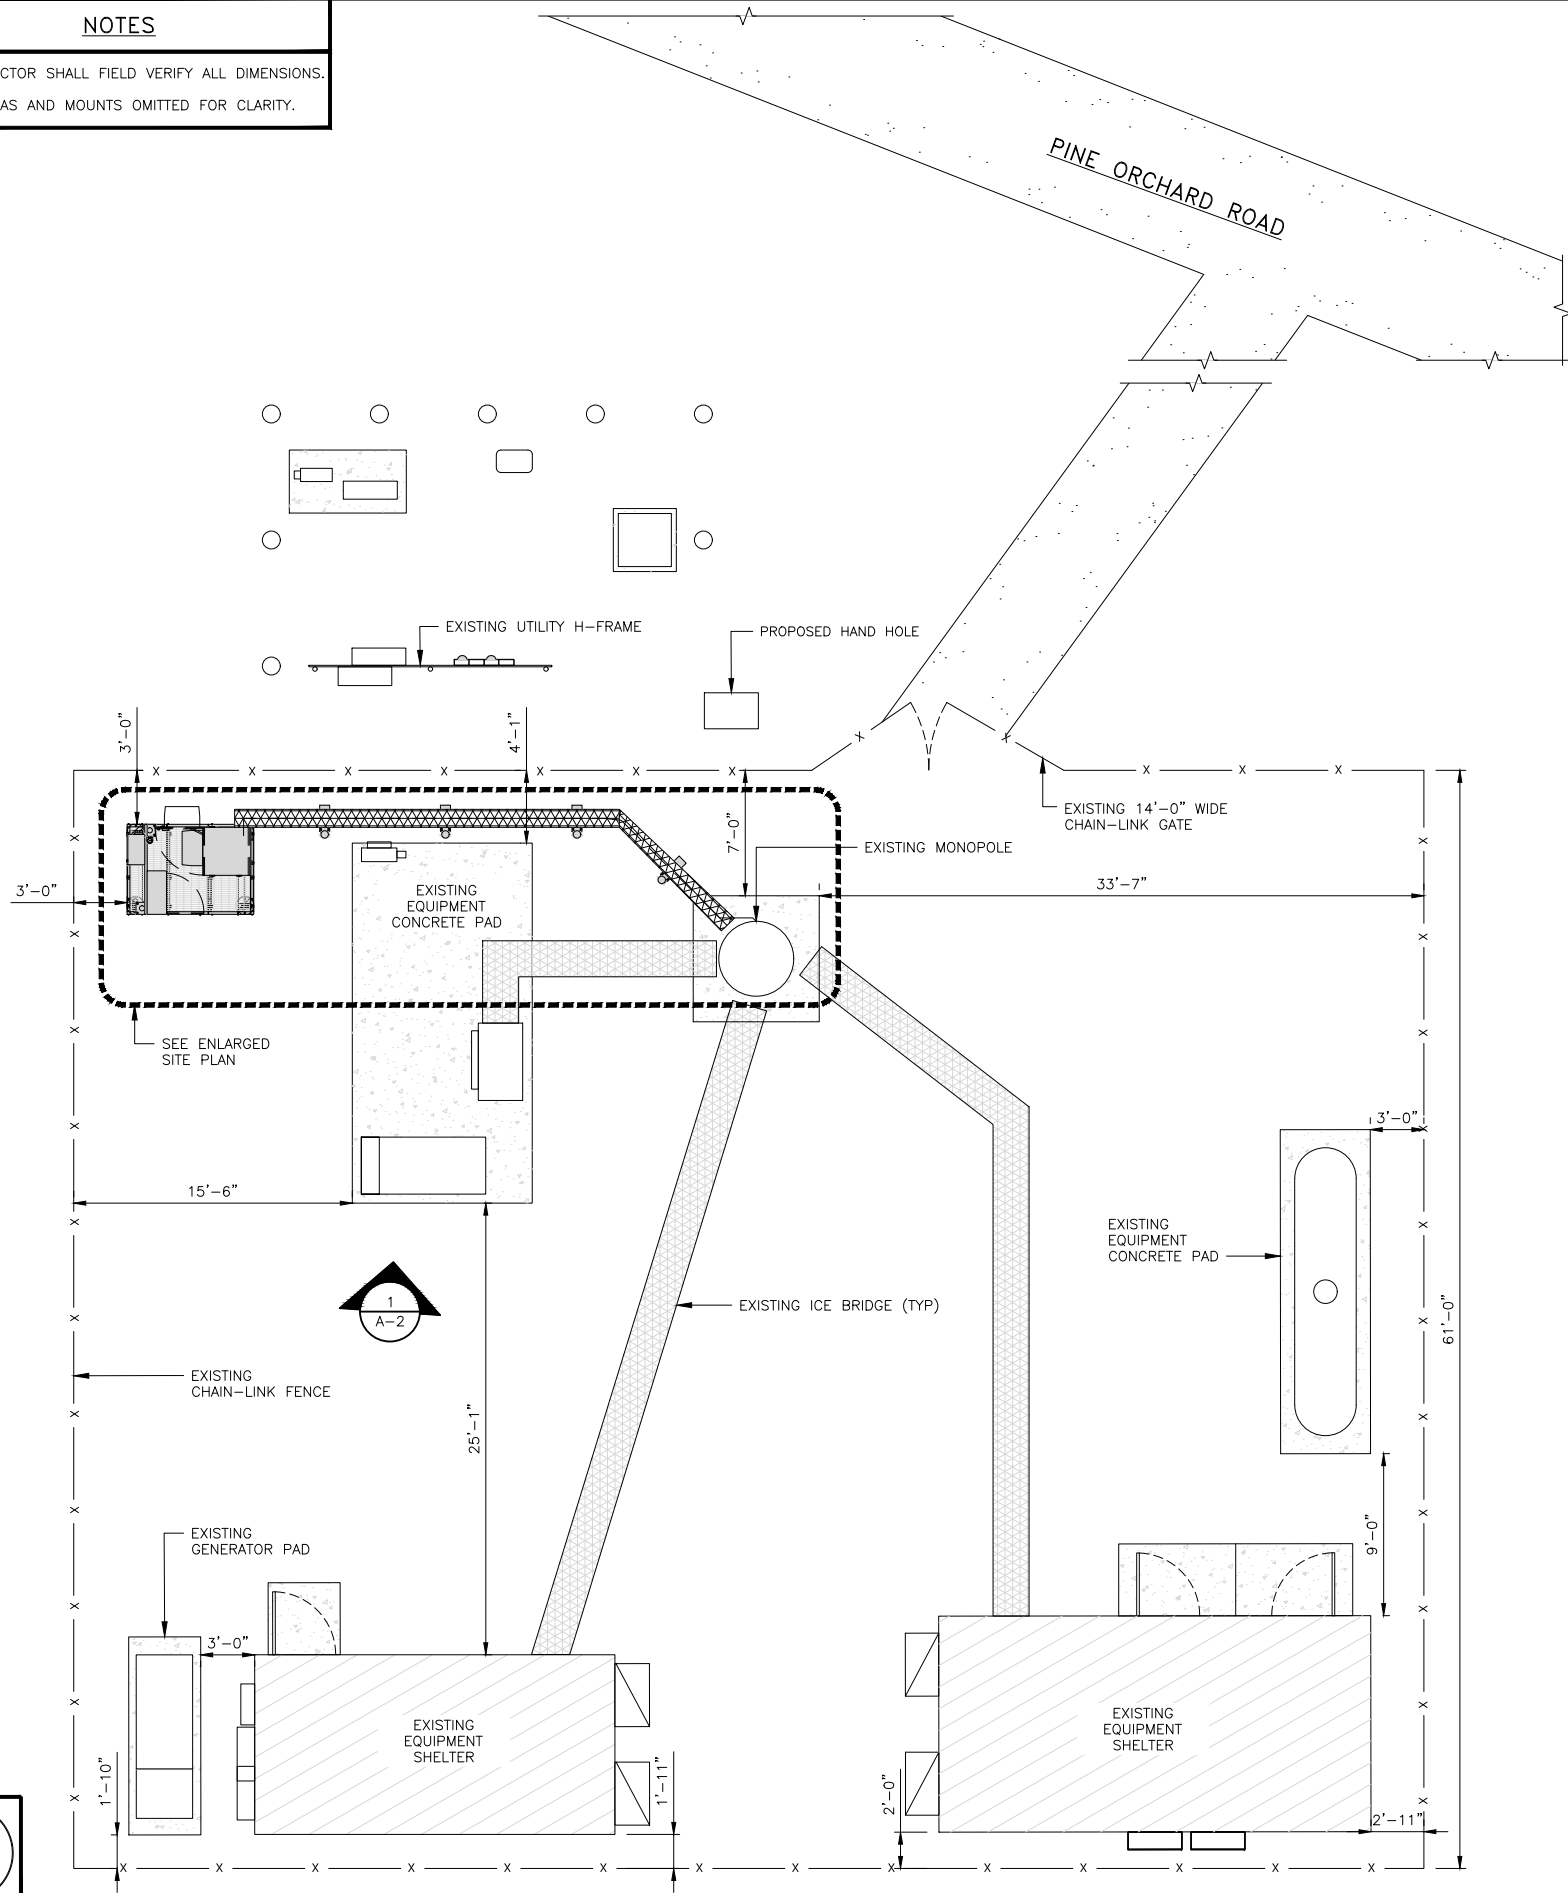 NOTES
CTOR SHALL FIELD VERIFY ALL DIMENSIONS.
AS AND MOUNTS OMITTED FOR CLARITY.
PINE ORCHARD ROAD
EXISTING UTILITY H-FRAME
PROPOSED HAND HOLE
3'-0"
4'-1"
7'-0"
EXISTING 14'-0" WIDE
CHAIN-LINK GATE
EXISTING MONOPOLE
3'-0"
EXISTING
EQUIPMENT
CONCRETE PAD
33'-7"
SEE ENLARGED
SITE PLAN
3'-0"
15'-6"
EXISTING
EQUIPMENT
CONCRETE PAD
1
A-2
EXISTING ICE BRIDGE (TYP)
61'-0"
EXISTING
CHAIN-LINK FENCE
25'-1"
EXISTING
GENERATOR PAD
9'-0"
3'-0"
EXISTING
EQUIPMENT
SHELTER
EXISTING
EQUIPMENT
SHELTER
1'-10"
1'-11"
2'-0"
2'-11"